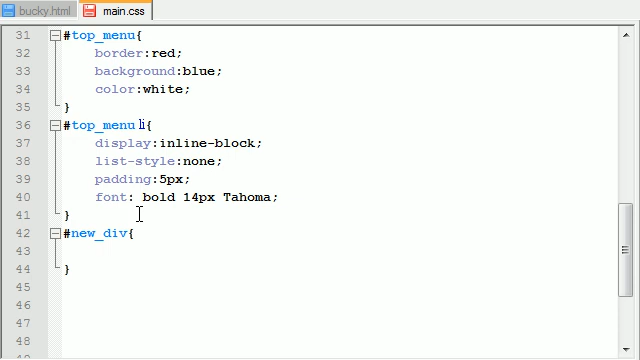 bucky.html main.css
31 #top_menu{
32 border:red;
33 background:blue;
34 color:white;
35 }
36 #top_menu li{
37 display:inline-block;
38 list-style:none;
39 padding:5px;
40 font: bold 14px Tahoma;
41 }
42 #new_div{
43
44 }
45
46
47
48
49